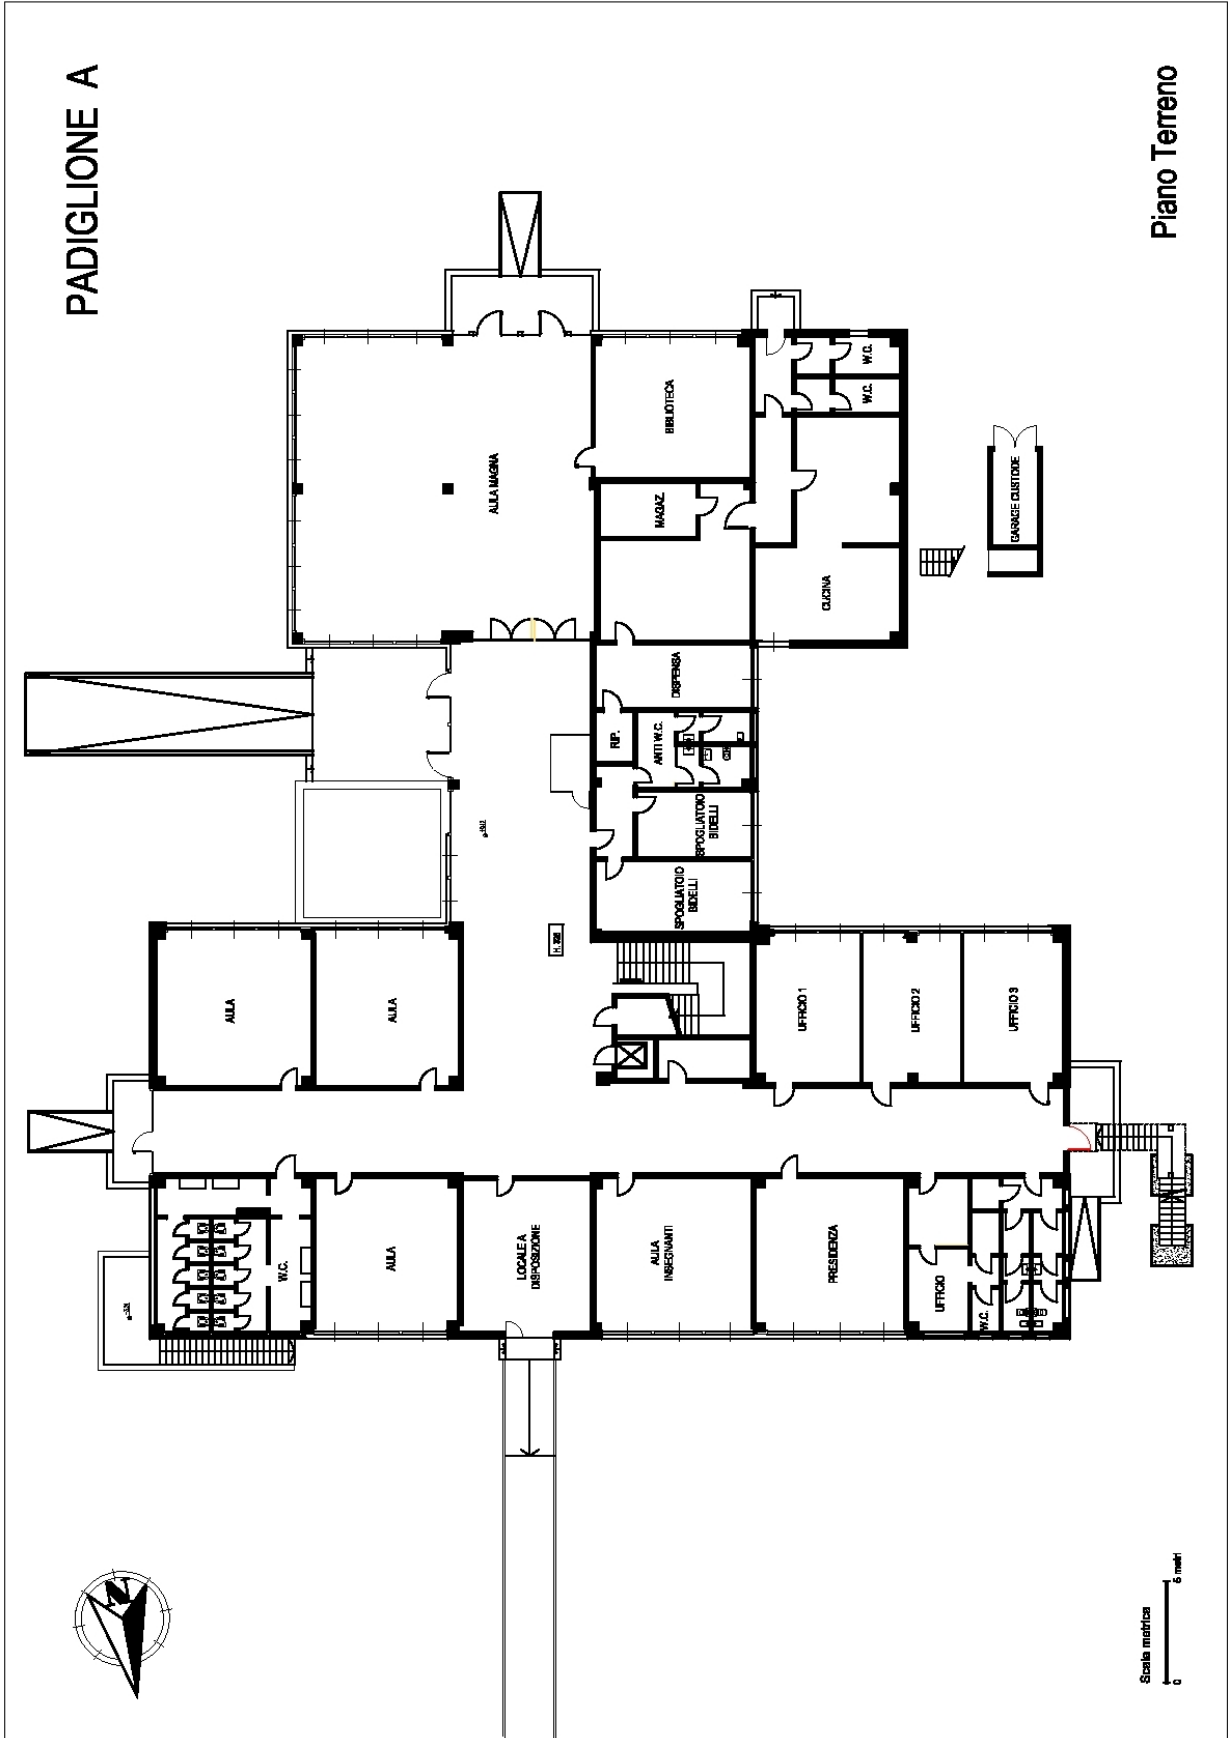 PADIGLIONE A
Piano Terreno
AULA MAGNA
BIBLIOTECA
W.C.
W.C.
MAGAZ.
GARAGE CUSTODE
CUCINA
DISPENSA
RIP.
ANTI W.C.
SPOGLIATOIO
BIDELLI
SPOGLIATOIO
BIDELLI
AULA
AULA
UFFICIO 1
UFFICIO 2
UFFICIO 3
W.C.
AULA
LOCALE A
DISPOSIZIONE
AULA
INSEGNANTI
PRESIDENZA
UFFICIO
W.C.
N
Scala metrica
0
5 metri